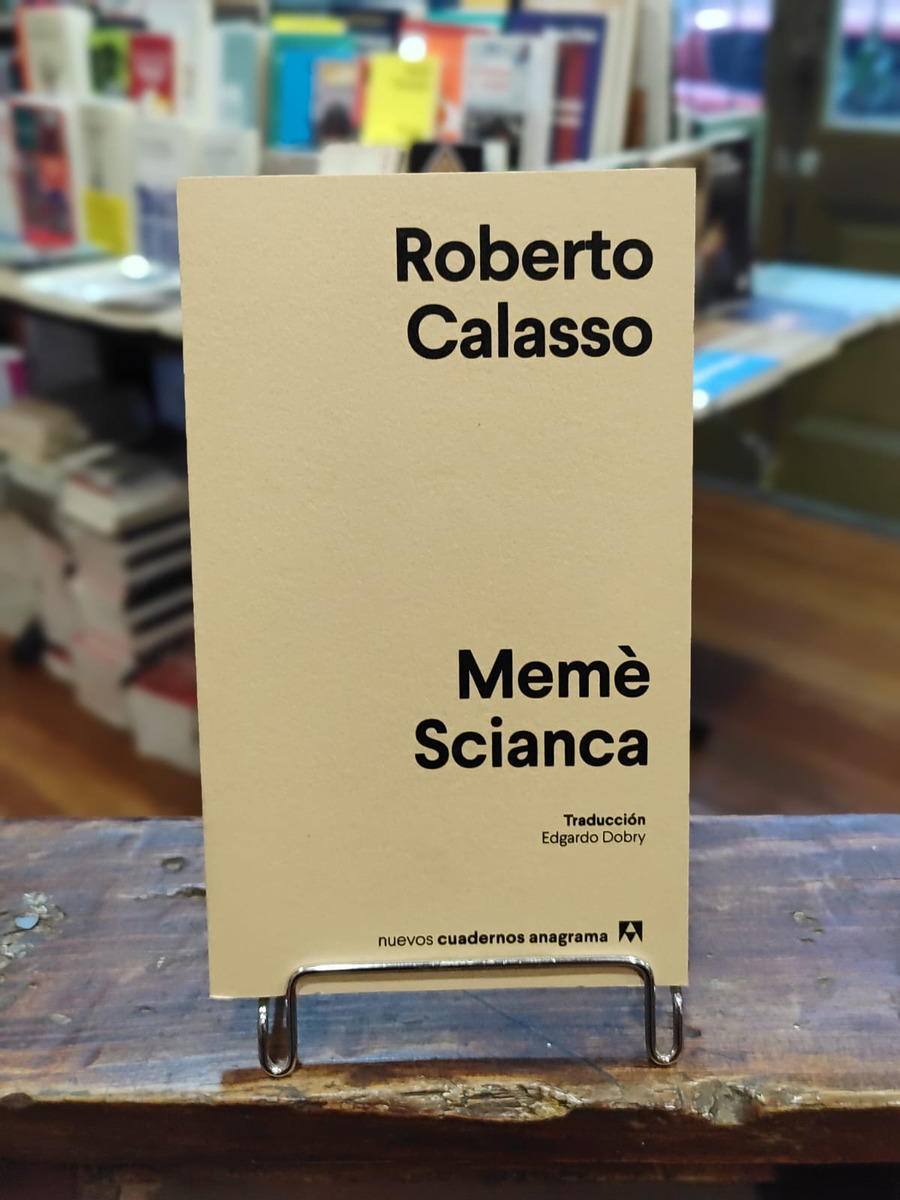 Roberto
Calasso
Memè
Scianca
Traducción
Edgardo Dobry
nuevos cuadernos anagrama